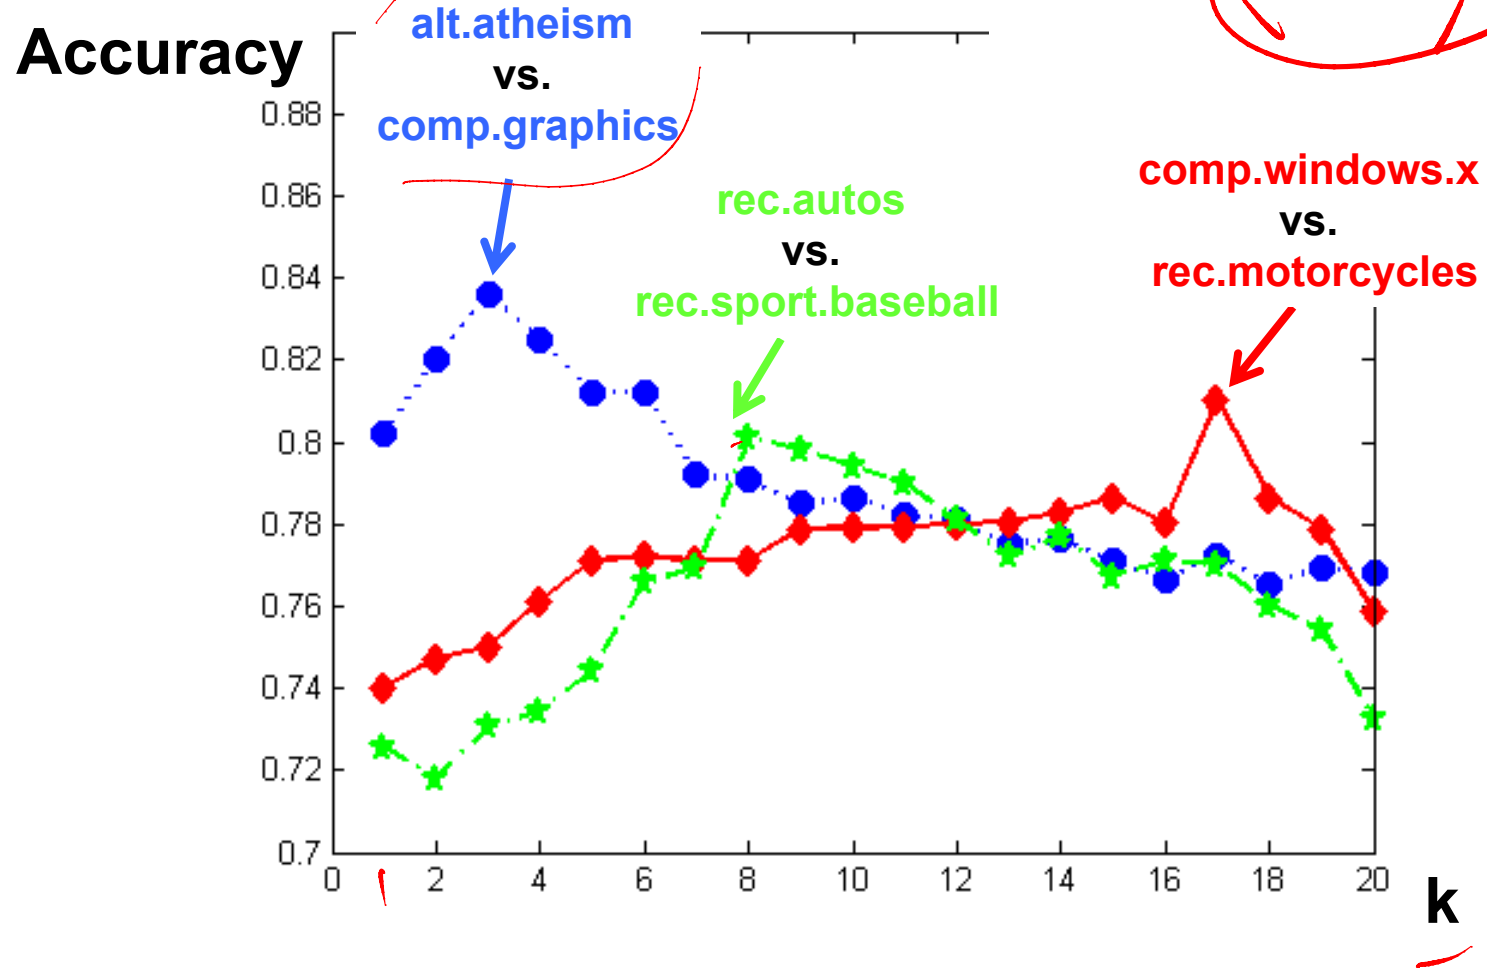 Accuracy
alt.atheism
vs.
comp.graphics
rec.autos
vs.
rec.sport.baseball
comp.windows.x
vs.
rec.motorcycles
0.88
0.86
0.84
0.82
0.8
0.78
0.76
0.74
0.72
0.7
0 2 4 6 8 10 12 14 16 18 20
k